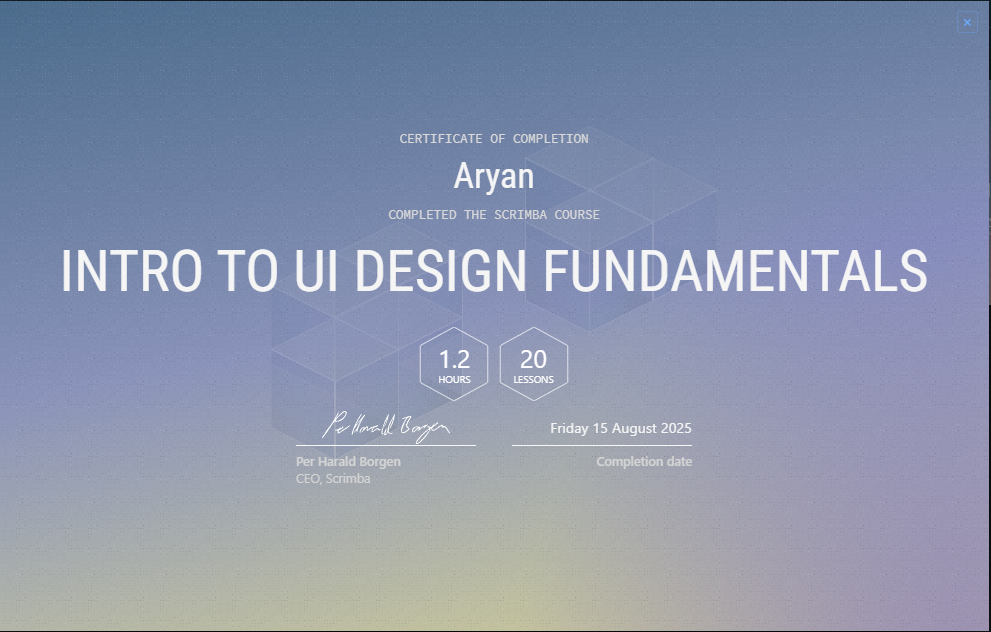 CERTIFICATE OF COMPLETION
Aryan
COMPLETED THE SCRIMBA COURSE
INTRO TO UI DESIGN FUNDAMENTALS
1.2
HOURS
20
LESSONS
Per Harald Borgen
Friday 15 August 2025
Per Harald Borgen
CEO, Scrimba
Completion date